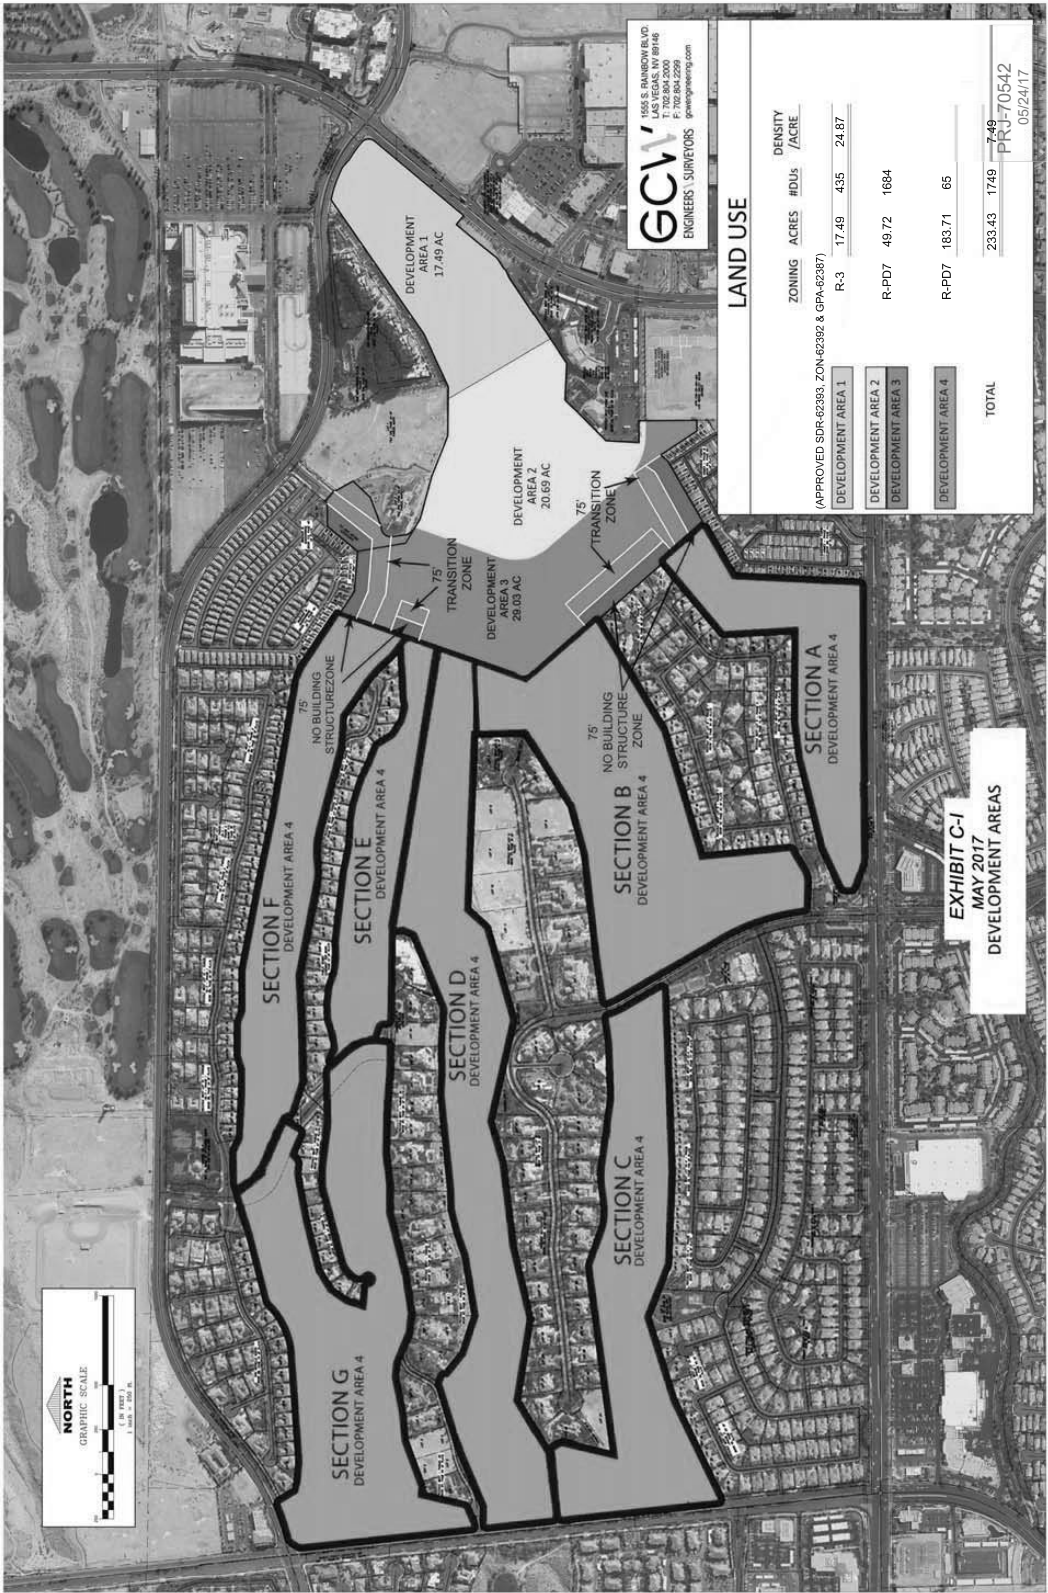 NORTH
GRAPHIC SCALE
( IN FEET )
1 inch = 250 ft.
SECTION G
DEVELOPMENT AREA 4
SECTION F
DEVELOPMENT AREA 4
SECTION E
DEVELOPMENT AREA 4
SECTION D
DEVELOPMENT AREA 4
SECTION C
DEVELOPMENT AREA 4
SECTION B
DEVELOPMENT AREA 4
SECTION A
DEVELOPMENT AREA 4
75'
NO BUILDING
STRUCTUREZONE
75'
TRANSITION
ZONE
DEVELOPMENT
AREA 3
29.03 AC
75'
NO BUILDING
STRUCTURE
ZONE
75'
TRANSITION
ZONE
DEVELOPMENT
AREA 2
20.69 AC
DEVELOPMENT
AREA 1
17.49 AC
GCW
ENGINEERS \ SURVEYORS
1555 S. RAINBOW BLVD.
LAS VEGAS, NV 89146
T: 702.804.2000
F: 702.804.2299
gcwengineering.com
LAND USE
ZONING ACRES #DUs DENSITY
/ACRE
(APPROVED SDR-62393, ZON-62392 & GPA-62387)
DEVELOPMENT AREA 1 R-3 17.49 435 24.87
DEVELOPMENT AREA 2 R-PD7 49.72 1684
DEVELOPMENT AREA 3
DEVELOPMENT AREA 4 R-PD7 183.71 65
TOTAL 233.43 1749 7.49
PRJ-70542
05/24/17
EXHIBIT C-I
MAY 2017
DEVELOPMENT AREAS